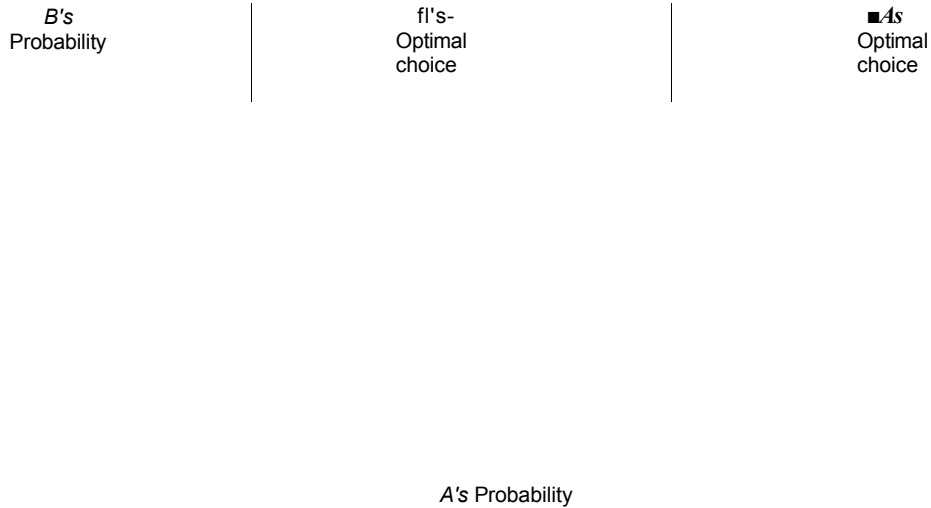 B's
Probability
fl's-
Optimal
choice
■As
Optimal
choice
A's Probability